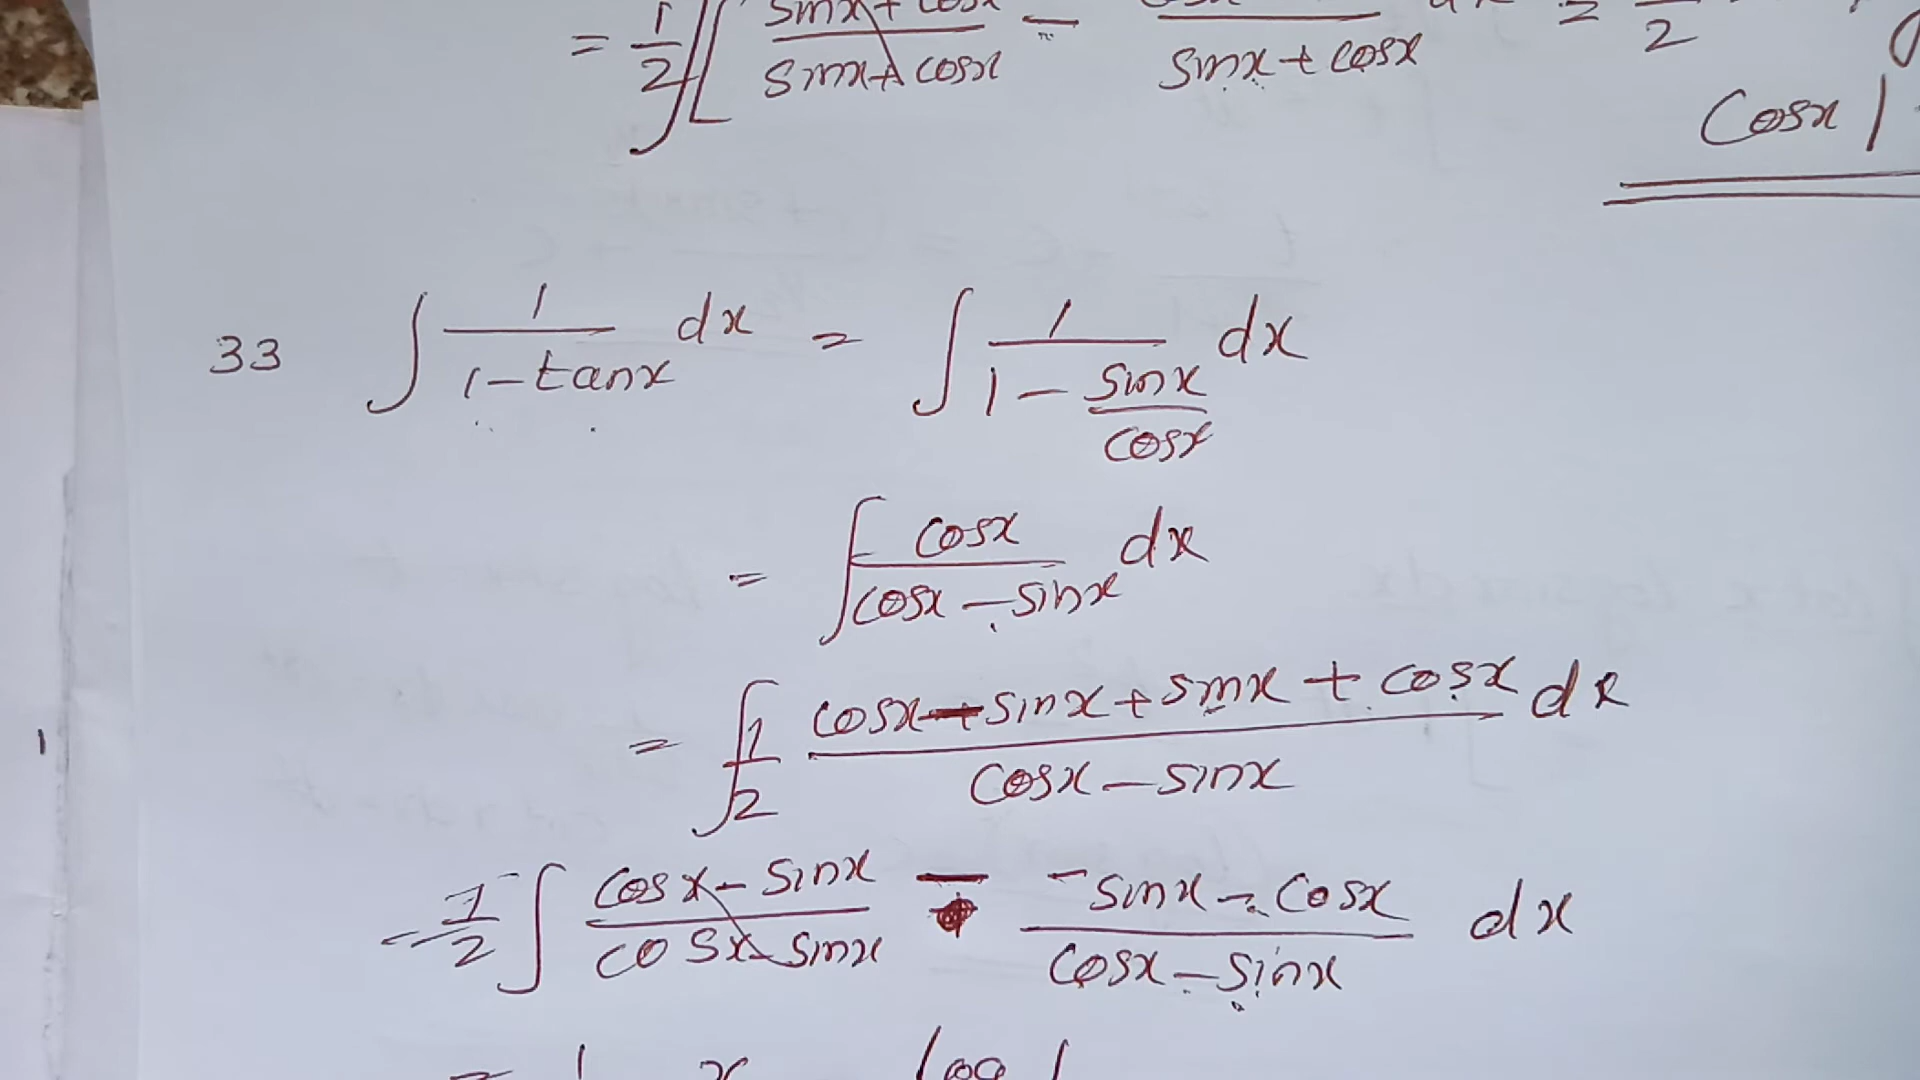 = 1/2 ∫ [ sinx + cosx / sinx + cosx − / sinx + cosx = / 2
cosx |
33 ∫ 1 / 1 - tanx dx = ∫ 1 / 1 - sinx / cosx dx
= ∫ cosx / cosx - sinx dx
= ∫ 1/2 cosx - sinx + sinx + cosx / cosx - sinx dx
= 1/2 ∫ cosx - sinx / cosx - sinx - -sinx - cosx / cosx - sinx dx
= x log |